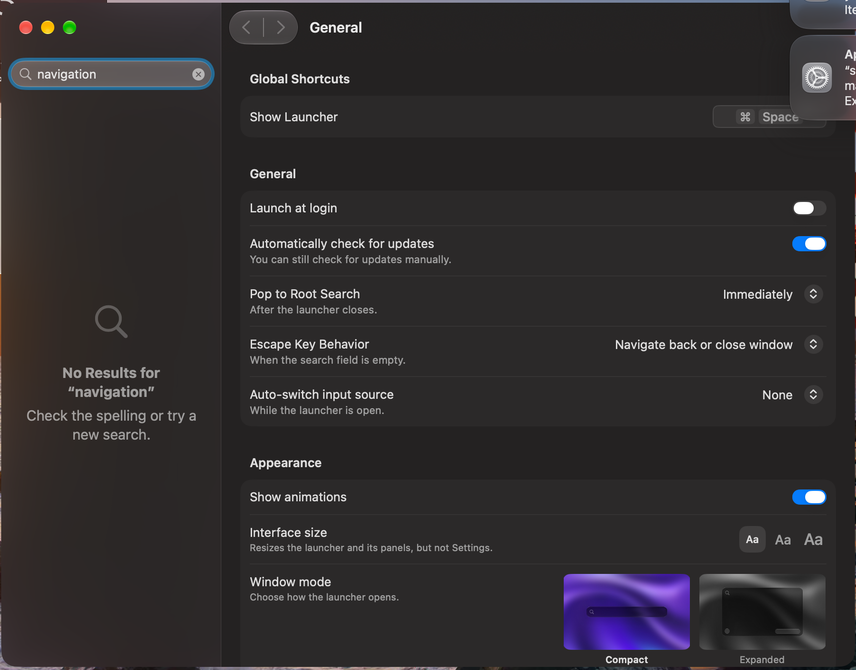 General
navigation
Global Shortcuts
Show Launcher
⌘ Space
General
Launch at login
Automatically check for updates
You can still check for updates manually.
Pop to Root Search
Immediately
After the launcher closes.
Escape Key Behavior
Navigate back or close window
When the search field is empty.
Auto-switch input source
None
While the launcher is open.
No Results for
“navigation”
Check the spelling or try a
new search.
Appearance
Show animations
Interface size
Resizes the launcher and its panels, but not Settings.
Aa Aa Aa
Window mode
Choose how the launcher opens.
Compact
Expanded